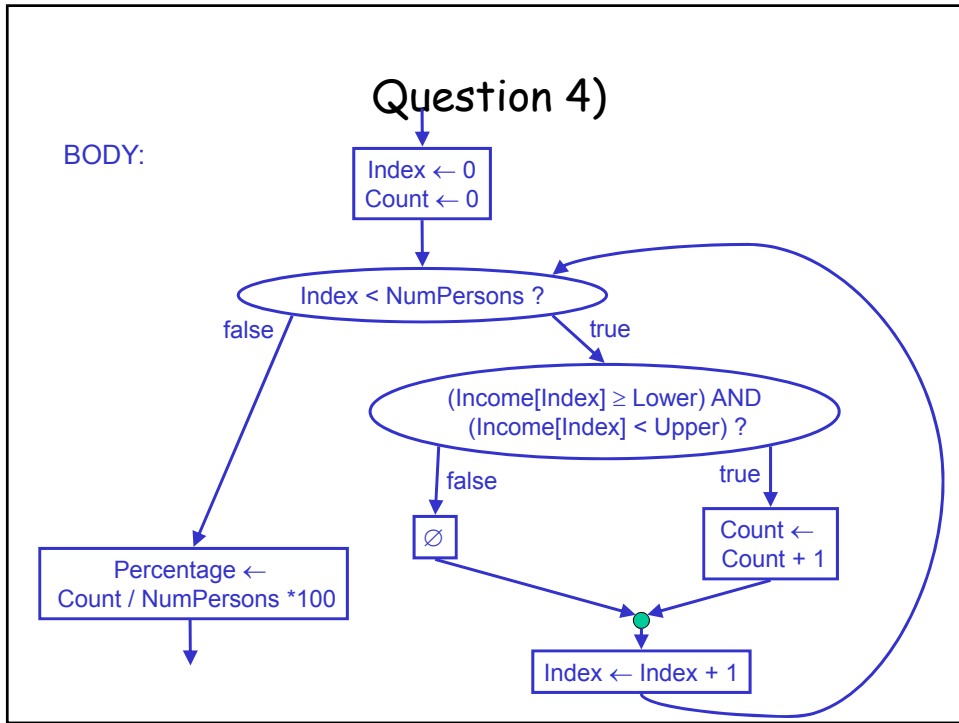 Question 4)
BODY:
Index ← 0
Count ← 0
Index < NumPersons ?
false
true
(Income[Index] ≥ Lower) AND
(Income[Index] < Upper) ?
false
true
∅
Count ←
Count + 1
Percentage ←
Count / NumPersons *100
Index ← Index + 1